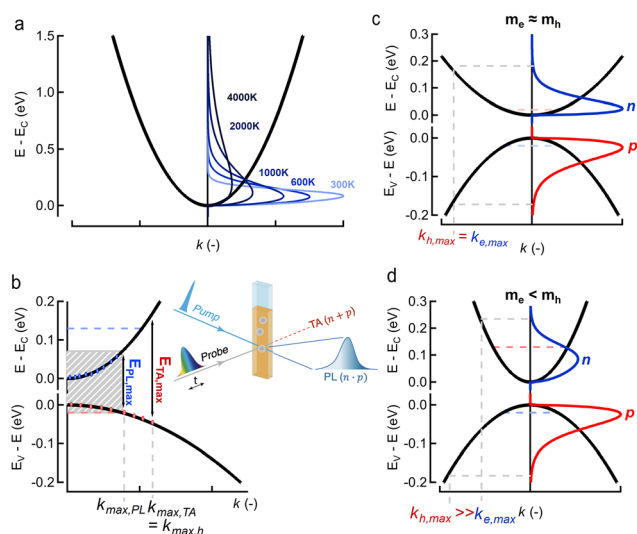 a
1.5
1.0
0.5
0.0
E - E_C (eV)
4000K
2000K
1000K
600K
300K
k (-)
b
0.2
0.1
0.0
E - E_C (eV)
0.0
-0.1
-0.2
E_V - E (eV)
E_PL,max
E_TA,max
k_max,PL k_max,TA
= k_max,h
k (-)
Pump
Probe
t
TA (n + p)
PL (n · p)
c
m_e ≈ m_h
0.3
0.2
0.1
0.0
E - E_C (eV)
n
0.0
-0.1
-0.2
E_V - E (eV)
p
k_h,max = k_e,max
k (-)
d
m_e < m_h
0.3
0.2
0.1
0.0
E - E_C (eV)
n
0.0
-0.1
-0.2
E_V - E (eV)
p
k_h,max >> k_e,max
k (-)